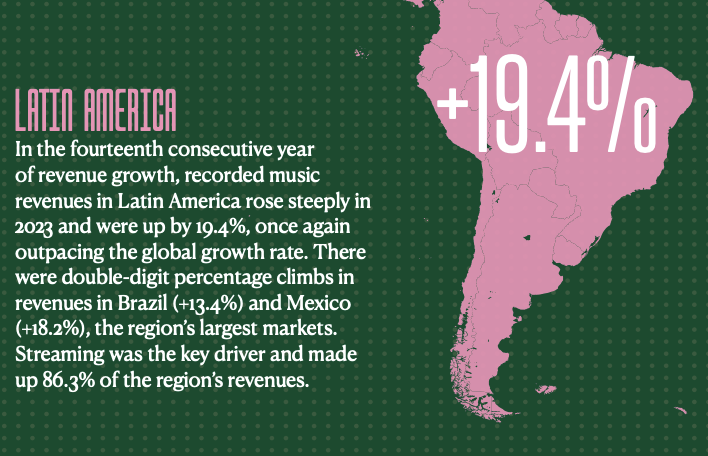 LATIN AMERICA
In the fourteenth consecutive year
of revenue growth, recorded music
revenues in Latin America rose steeply in
2023 and were up by 19.4%, once again
outpacing the global growth rate. There
were double-digit percentage climbs in
revenues in Brazil (+13.4%) and Mexico
(+18.2%), the region’s largest markets.
Streaming was the key driver and made
up 86.3% of the region’s revenues.
+19.4%